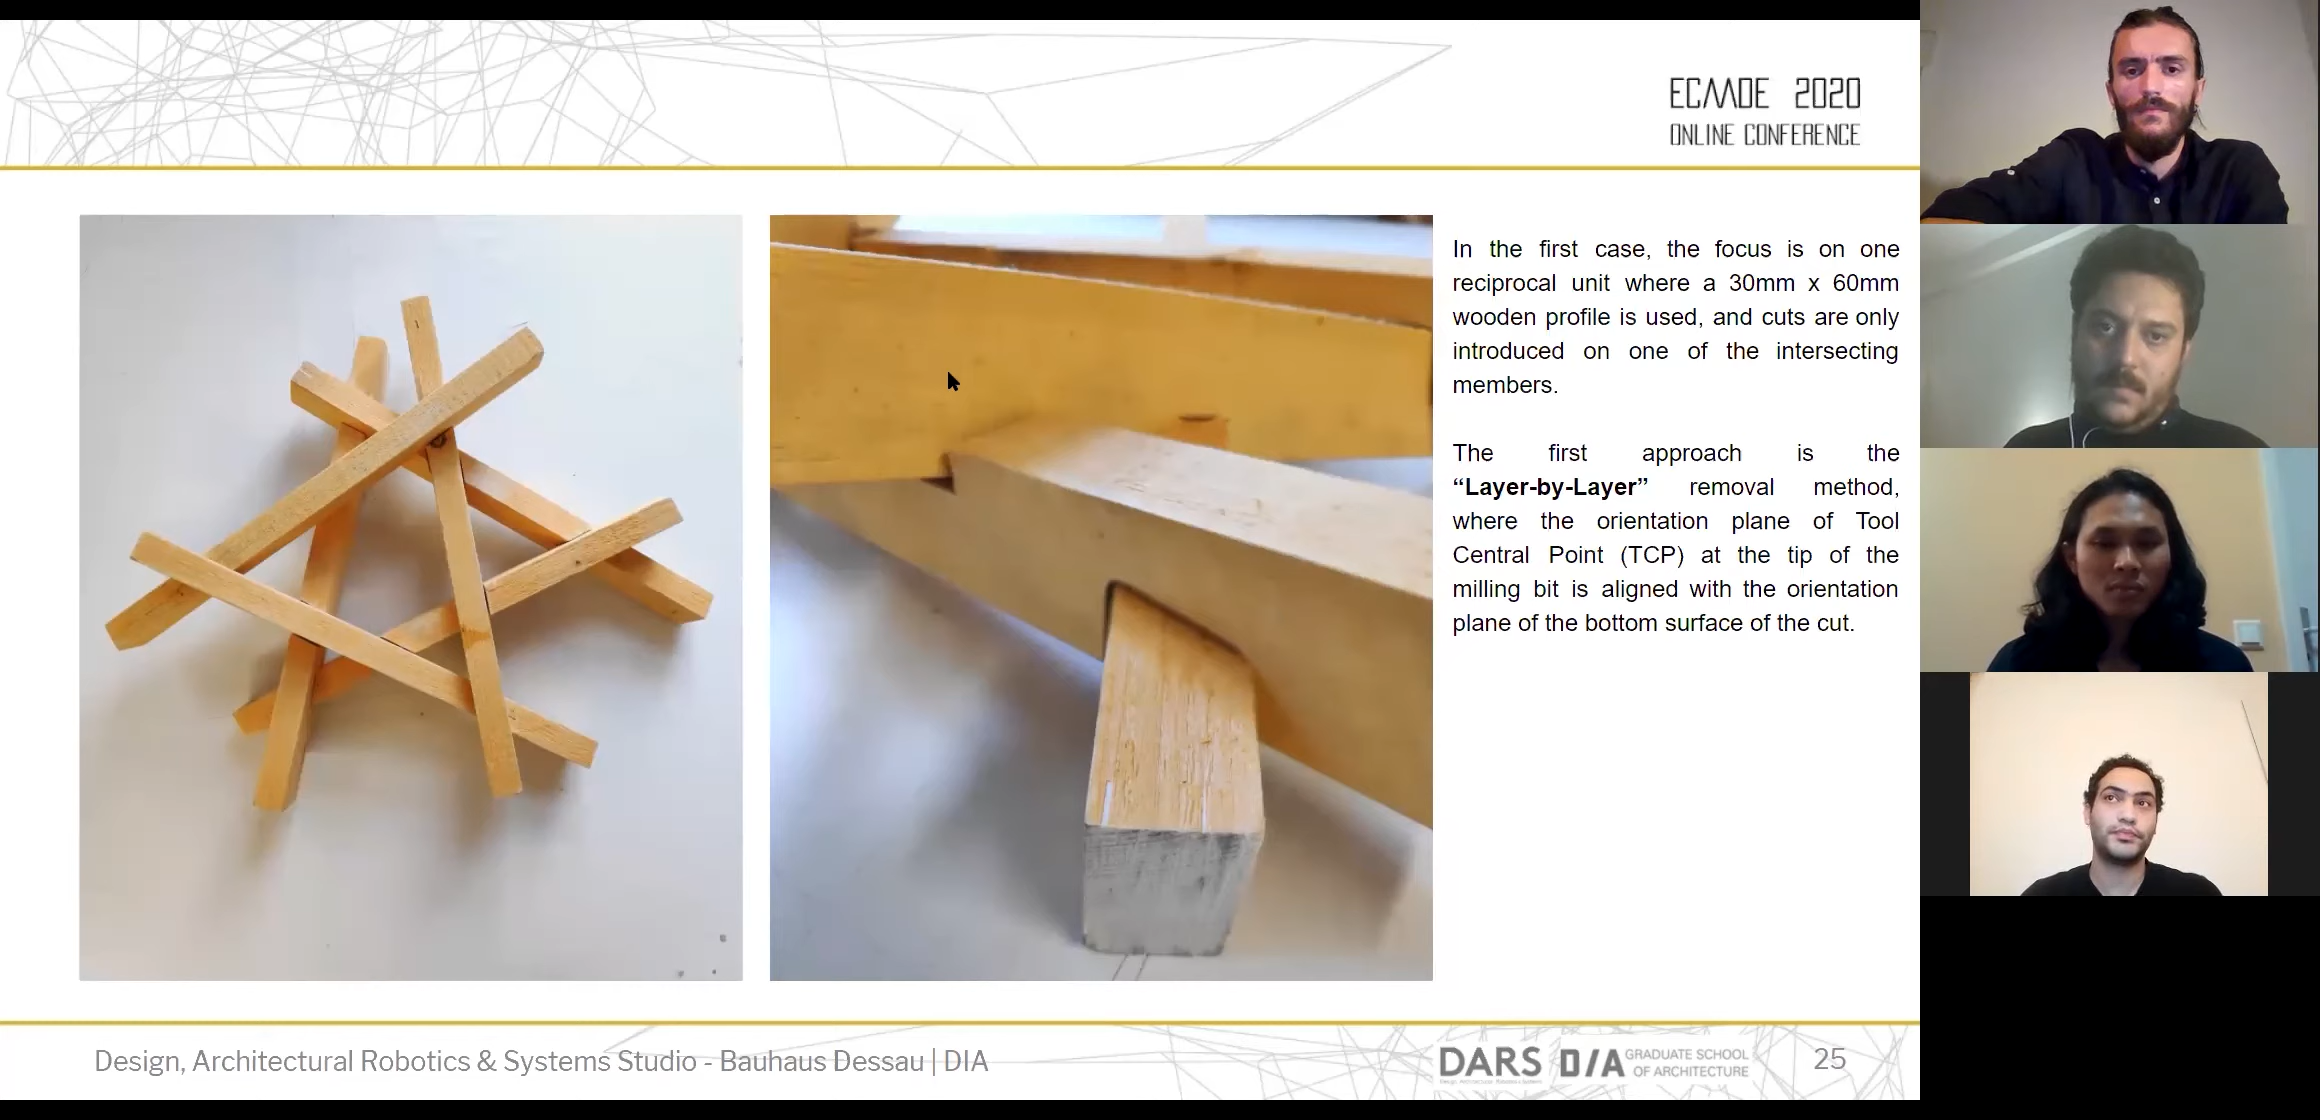 ECAADE 2020
ONLINE CONFERENCE
In the first case, the focus is on one
reciprocal unit where a 30mm x 60mm
wooden profile is used, and cuts are only
introduced on one of the intersecting
members.
The first approach is the
“Layer-by-Layer” removal method,
where the orientation plane of Tool
Central Point (TCP) at the tip of the
milling bit is aligned with the orientation
plane of the bottom surface of the cut.
Design, Architectural Robotics & Systems Studio - Bauhaus Dessau | DIA
DARS
D/A GRADUATE SCHOOL
OF ARCHITECTURE
25